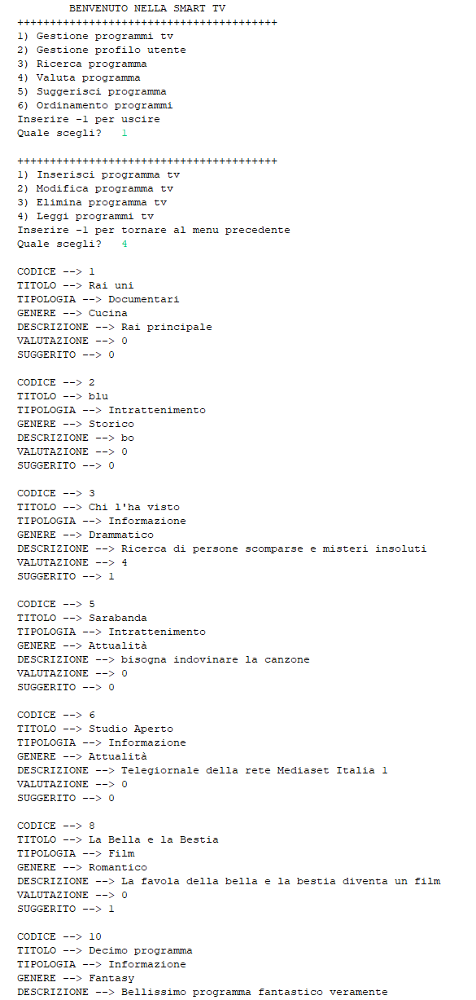 BENVENUTO NELLA SMART TV
++++++++++++++++++++++++++++++++++++++++
1) Gestione programmi tv
2) Gestione profilo utente
3) Ricerca programma
4) Valuta programma
5) Suggerisci programma
6) Ordinamento programmi
Inserire -1 per uscire
Quale scegli?   1
++++++++++++++++++++++++++++++++++++++++
1) Inserisci programma tv
2) Modifica programma tv
3) Elimina programma tv
4) Leggi programmi tv
Inserire -1 per tornare al menu precedente
Quale scegli?   4
CODICE --> 1
TITOLO --> Rai uni
TIPOLOGIA --> Documentari
GENERE --> Cucina
DESCRIZIONE --> Rai principale
VALUTAZIONE --> 0
SUGGERITO --> 0
CODICE --> 2
TITOLO --> blu
TIPOLOGIA --> Intrattenimento
GENERE --> Storico
DESCRIZIONE --> bo
VALUTAZIONE --> 0
SUGGERITO --> 0
CODICE --> 3
TITOLO --> Chi l'ha visto
TIPOLOGIA --> Informazione
GENERE --> Drammatico
DESCRIZIONE --> Ricerca di persone scomparse e misteri insoluti
VALUTAZIONE --> 4
SUGGERITO --> 1
CODICE --> 5
TITOLO --> Sarabanda
TIPOLOGIA --> Intrattenimento
GENERE --> Attualità
DESCRIZIONE --> bisogna indovinare la canzone
VALUTAZIONE --> 0
SUGGERITO --> 0
CODICE --> 6
TITOLO --> Studio Aperto
TIPOLOGIA --> Informazione
GENERE --> Attualità
DESCRIZIONE --> Telegiornale della rete Mediaset Italia 1
VALUTAZIONE --> 0
SUGGERITO --> 0
CODICE --> 8
TITOLO --> La Bella e la Bestia
TIPOLOGIA --> Film
GENERE --> Romantico
DESCRIZIONE --> La favola della bella e la bestia diventa un film
VALUTAZIONE --> 0
SUGGERITO --> 1
CODICE --> 10
TITOLO --> Decimo programma
TIPOLOGIA --> Informazione
GENERE --> Fantasy
DESCRIZIONE --> Bellissimo programma fantastico veramente